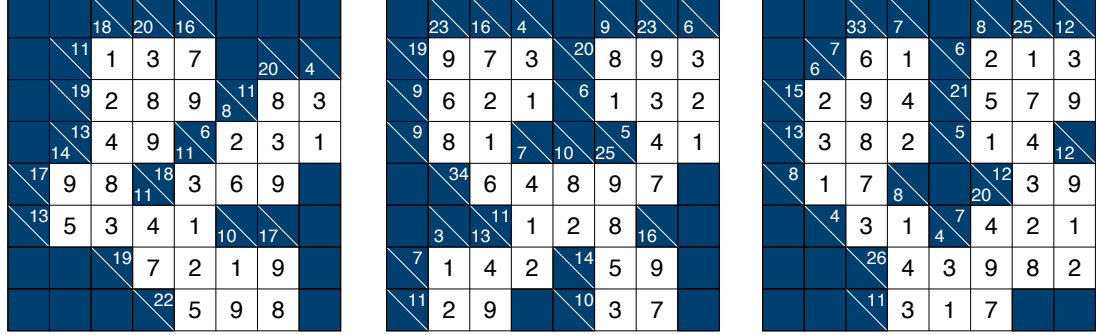 18 20 16
11 1 3 7 20 4
19 2 8 9 11 8 8 3
13 14 4 9 6 11 2 3 1
17 9 8 18 11 3 6 9
13 5 3 4 1 10 17
19 7 2 1 9
22 5 9 8
23 16 4 9 23 6
19 9 7 3 20 8 9 3
9 6 2 1 6 1 3 2
9 8 1 7 10 5 25 4 1
34 6 4 8 9 7
3 11 13 1 2 8 16
7 1 4 2 14 5 9
11 2 9 10 3 7
33 7 8 25 12
7 6 6 1 6 2 1 3
15 2 9 4 21 5 7 9
13 3 8 2 5 1 4 12
8 1 7 8 12 20 3 9
4 3 1 7 4 4 2 1
26 4 3 9 8 2
11 3 1 7